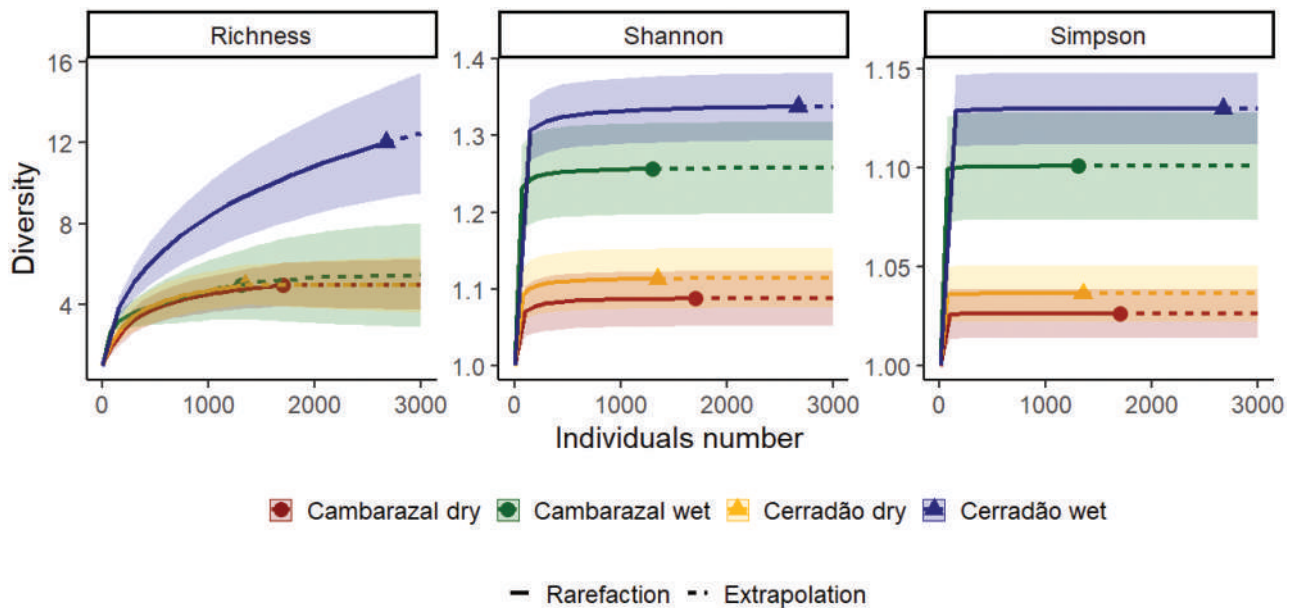 Richness Shannon Simpson
Diversity
16
12
8
4
0 1000 2000 3000
1.4
1.3
1.2
1.1
1.0
0 1000 2000 3000
1.15
1.10
1.05
1.00
0 1000 2000 3000
Individuals number
Cambarazal dry Cambarazal wet Cerradão dry Cerradão wet
Rarefaction Extrapolation